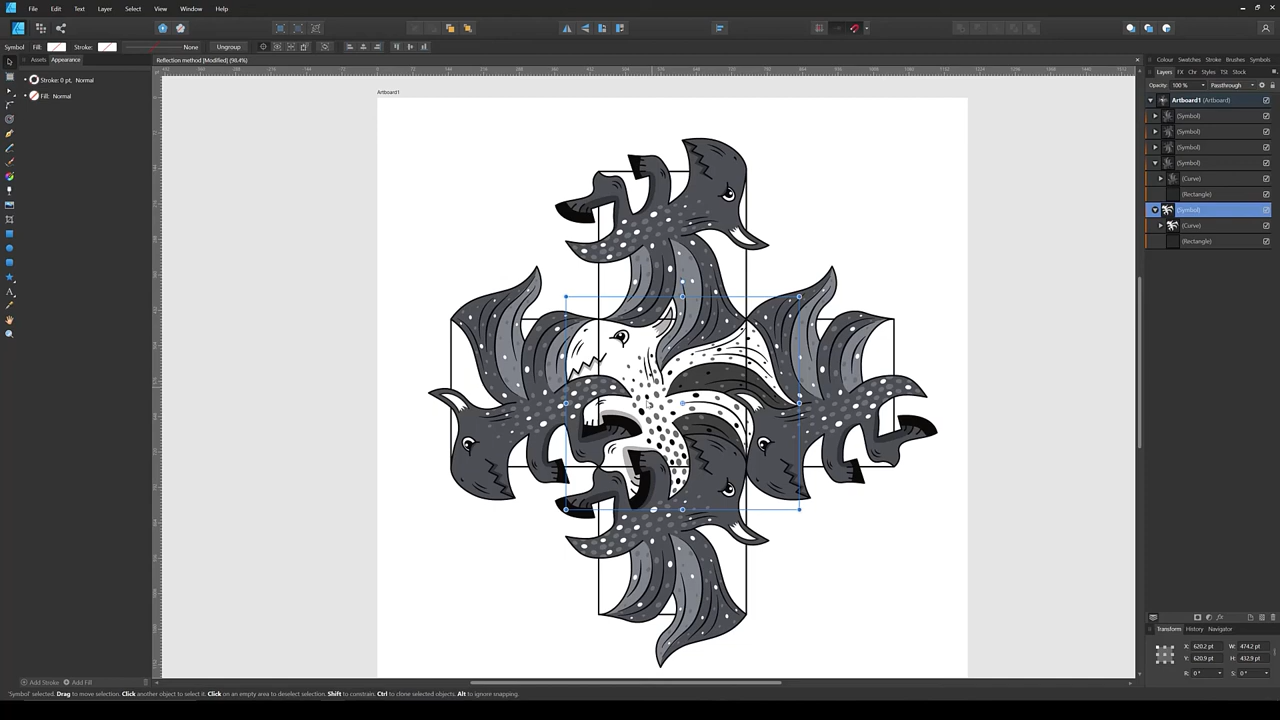 File Edit Text Layer Select View Window Help
Symbol Fill: Stroke: None Ungroup
Assets Appearance
Reflection method [Modified] (98.4%)
Colour Swatches Stroke Brushes Symbols
Layers FX Chr Styles TSt Stock
Stroke: 0 pt, Normal
Fill: Normal
Opacity: 100 % Passthrough
Artboard1
Artboard1 (Artboard)
(Symbol)
(Symbol)
(Symbol)
(Symbol)
(Curve)
(Rectangle)
(Symbol)
(Curve)
(Rectangle)
Transform History Navigator
X: 620.2 pt W: 474.2 pt
Y: 620.9 pt H: 432.9 pt
R: 0 ° S: 0 °
Add Stroke Add Fill
'Symbol' selected. Drag to move selection. Click another object to select it. Click on an empty area to deselect selection. Shift to constrain. Ctrl to clone selected objects. Alt to ignore snapping.